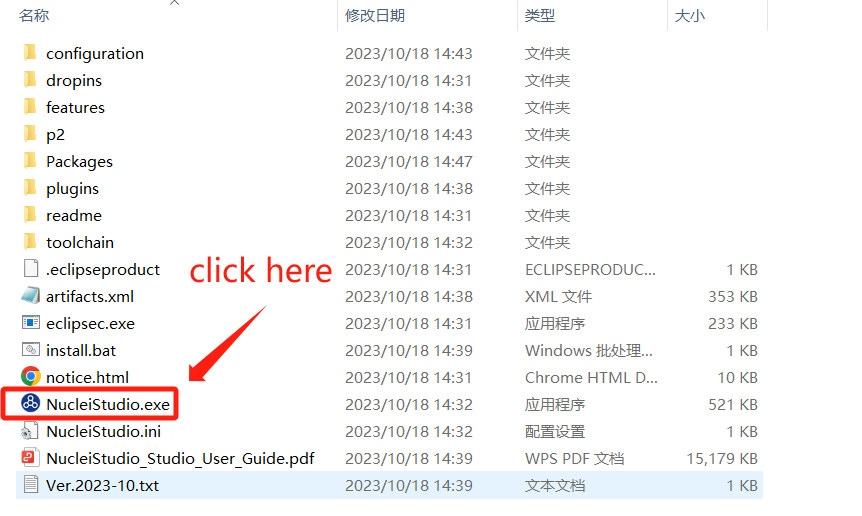 名称 修改日期 类型 大小
configuration 2023/10/18 14:43 文件夹
dropins 2023/10/18 14:31 文件夹
features 2023/10/18 14:38 文件夹
p2 2023/10/18 14:43 文件夹
Packages 2023/10/18 14:47 文件夹
plugins 2023/10/18 14:38 文件夹
readme 2023/10/18 14:31 文件夹
toolchain 2023/10/18 14:32 文件夹
click here
.eclipseproduct 2023/10/18 14:31 ECLIPSEPRODUC... 1 KB
artifacts.xml 2023/10/18 14:38 XML 文件 353 KB
eclipsec.exe 2023/10/18 14:31 应用程序 233 KB
install.bat 2023/10/18 14:39 Windows 批处理... 1 KB
notice.html 2023/10/18 14:31 Chrome HTML D... 10 KB
NucleiStudio.exe 2023/10/18 14:32 应用程序 521 KB
NucleiStudio.ini 2023/10/18 14:32 配置设置 1 KB
NucleiStudio_Studio_User_Guide.pdf 2023/10/18 14:39 WPS PDF 文档 15,179 KB
Ver.2023-10.txt 2023/10/18 14:39 文本文档 1 KB